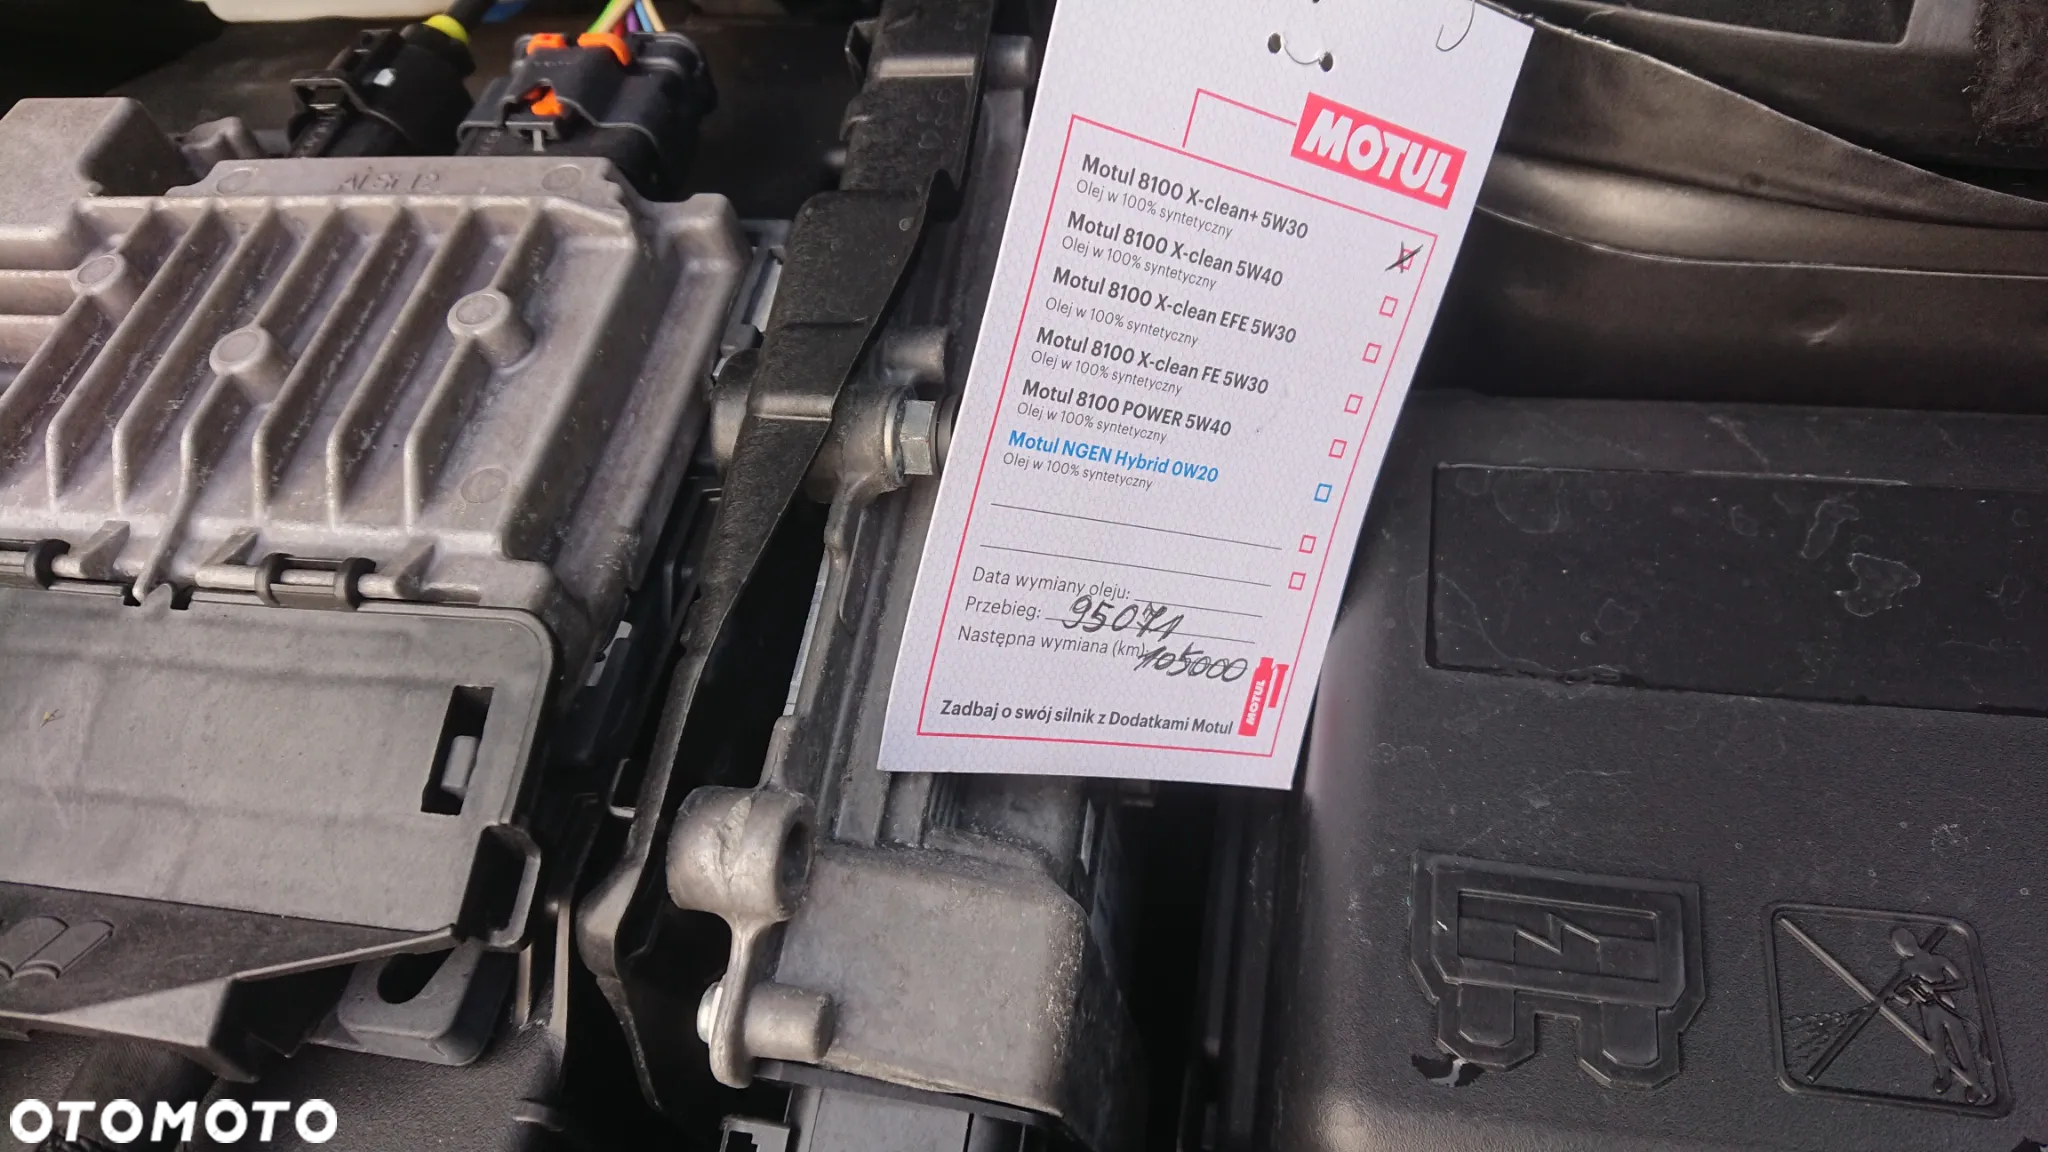 MOTUL
Motul 8100 X-clean+ 5W30
Olej w 100% syntetyczny
Motul 8100 X-clean 5W40
Olej w 100% syntetyczny
Motul 8100 X-clean EFE 5W30
Olej w 100% syntetyczny
Motul 8100 X-clean FE 5W30
Olej w 100% syntetyczny
Motul 8100 POWER 5W40
Olej w 100% syntetyczny
Motul NGEN Hybrid 0W20
Olej w 100% syntetyczny
Data wymiany oleju:
Przebieg: 95071
Następna wymiana (km): 105000
Zadbaj o swój silnik z Dodatkami Motul
MOTUL
OTOMOTO